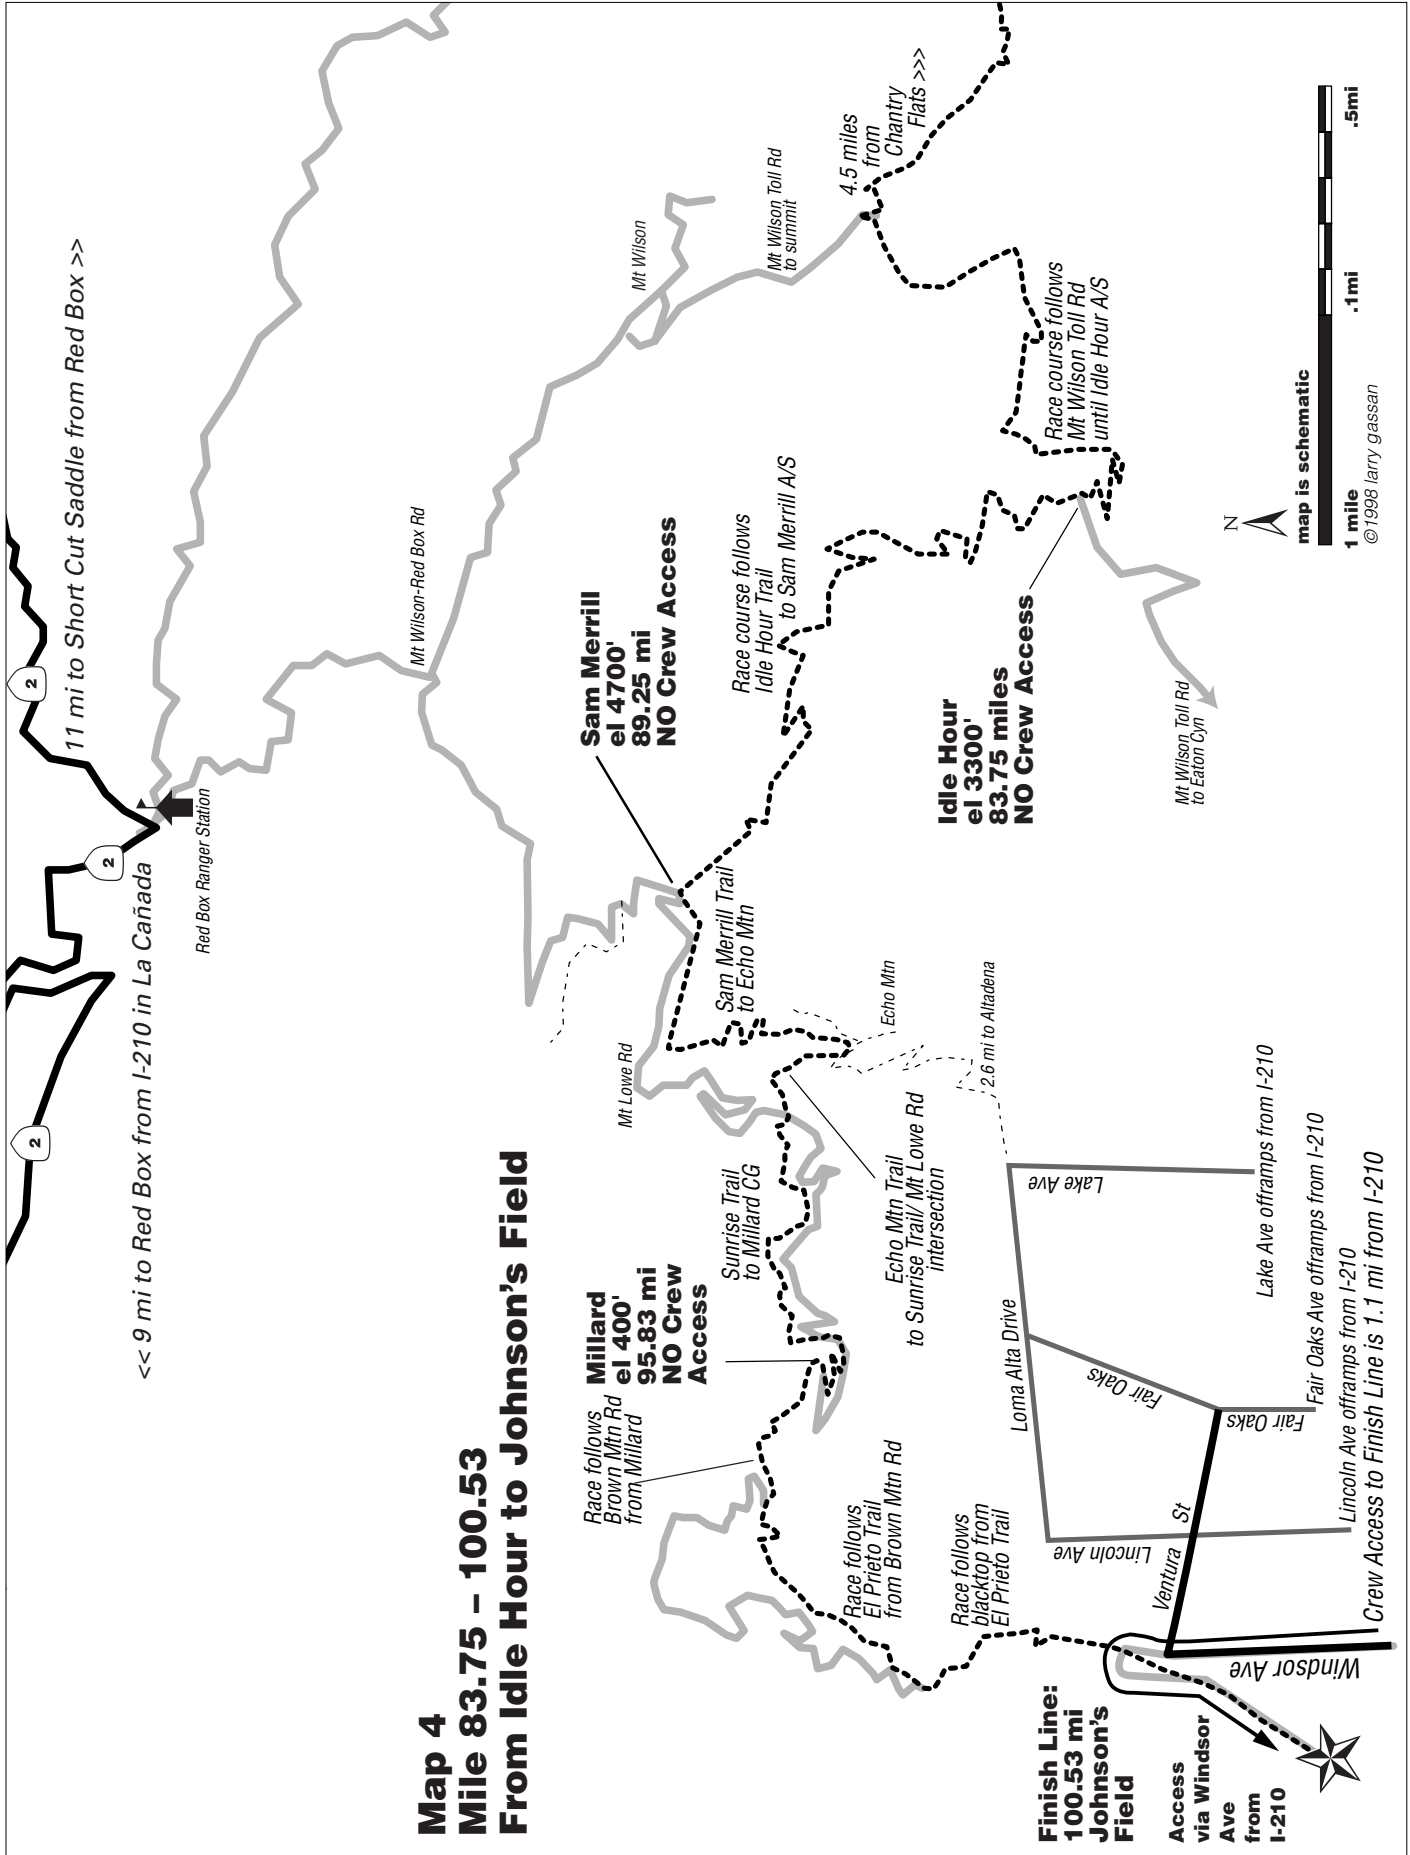 2
2
2
11 mi to Short Cut Saddle from Red Box >>
<< 9 mi to Red Box from I-210 in La Cañada
Red Box Ranger Station
Mt Wilson-Red Box Rd
Mt Wilson
Mt Wilson Toll Rd
to summit
4.5 miles
from
Chantry
Flats >>>
Map 4
Mile 83.75 – 100.53
From Idle Hour to Johnson's Field
Sam Merrill
el 4700'
89.25 mi
NO Crew Access
Race course follows
Idle Hour Trail
to Sam Merrill A/S
Race course follows
Mt Wilson Toll Rd
until Idle Hour A/S
Idle Hour
el 3300'
83.75 miles
NO Crew Access
Mt Wilson Toll Rd
to Eaton Cyn
Sam Merrill Trail
to Echo Mtn
Mt Lowe Rd
Echo Mtn
2.6 mi to Altadena
Echo Mtn Trail
to Sunrise Trail/ Mt Lowe Rd
intersection
Sunrise Trail
to Millard CG
Millard
el 400'
95.83 mi
NO Crew
Access
Race follows
Brown Mtn Rd
from Millard
Race follows
El Prieto Trail
from Brown Mtn Rd
Race follows
blacktop from
El Prieto Trail
Loma Alta Drive
Lake Ave
Fair Oaks
Fair Oaks
Lincoln Ave
Ventura St
Windsor Ave
Lake Ave offramps from I-210
Fair Oaks Ave offramps from I-210
Lincoln Ave offramps from I-210
Crew Access to Finish Line is 1.1 mi from I-210
Finish Line:
100.53 mi
Johnson's
Field
Access
via Windsor
Ave
from
I-210
N
map is schematic
1 mile .1mi .5mi
©1998 larry gassan